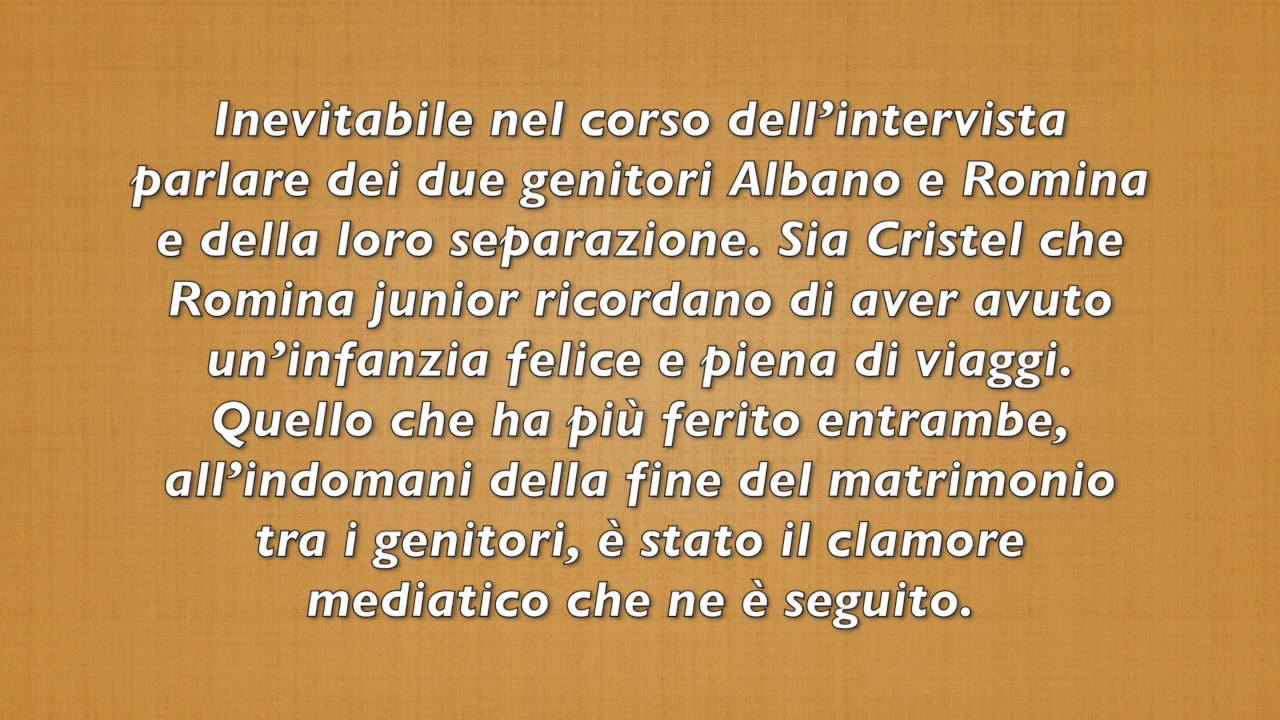 Inevitabile nel corso dell’intervista
parlare dei due genitori Albano e Romina
e della loro separazione. Sia Cristel che
Romina junior ricordano di aver avuto
un’infanzia felice e piena di viaggi.
Quello che ha più ferito entrambe,
all’indomani della fine del matrimonio
tra i genitori, è stato il clamore
mediatico che ne è seguito.